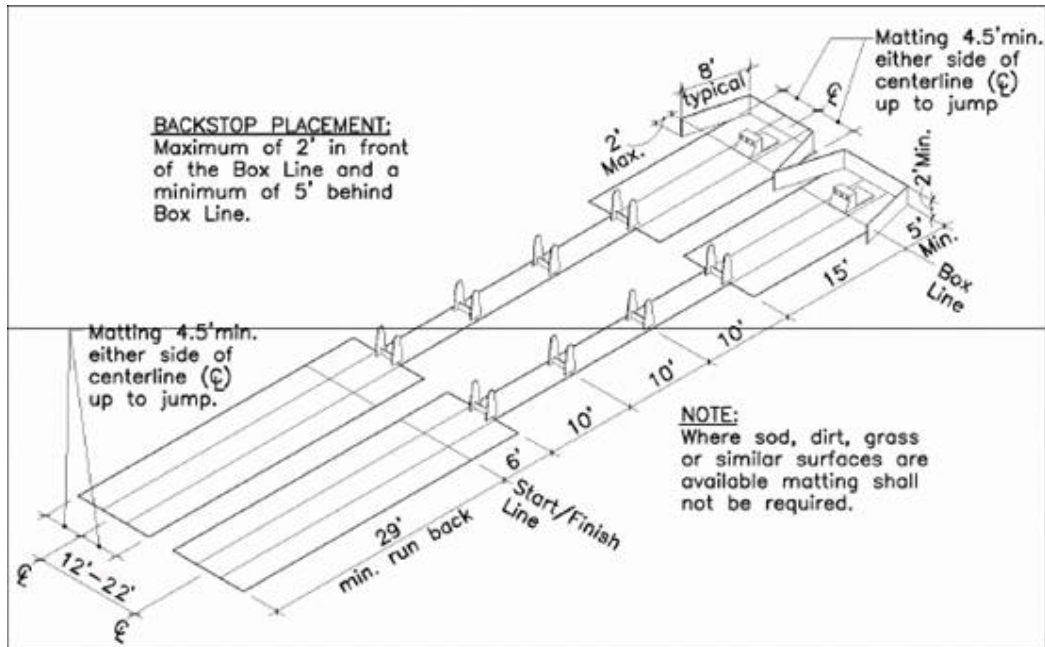 Matting 4.5'min.
either side of
centerline (℄)
up to jump
8'
typical
℄
BACKSTOP PLACEMENT:
Maximum of 2' in front
of the Box Line and a
minimum of 5' behind
Box Line.
2'
Max.
2'Min.
5'
Min.
Box
Line
15'
10'
10'
10'
6'
Start/Finish
Line
Matting 4.5'min.
either side of
centerline (℄)
up to jump.
NOTE:
Where sod, dirt, grass
or similar surfaces are
available matting shall
not be required.
29'
min. run back
12'-22'
℄
℄